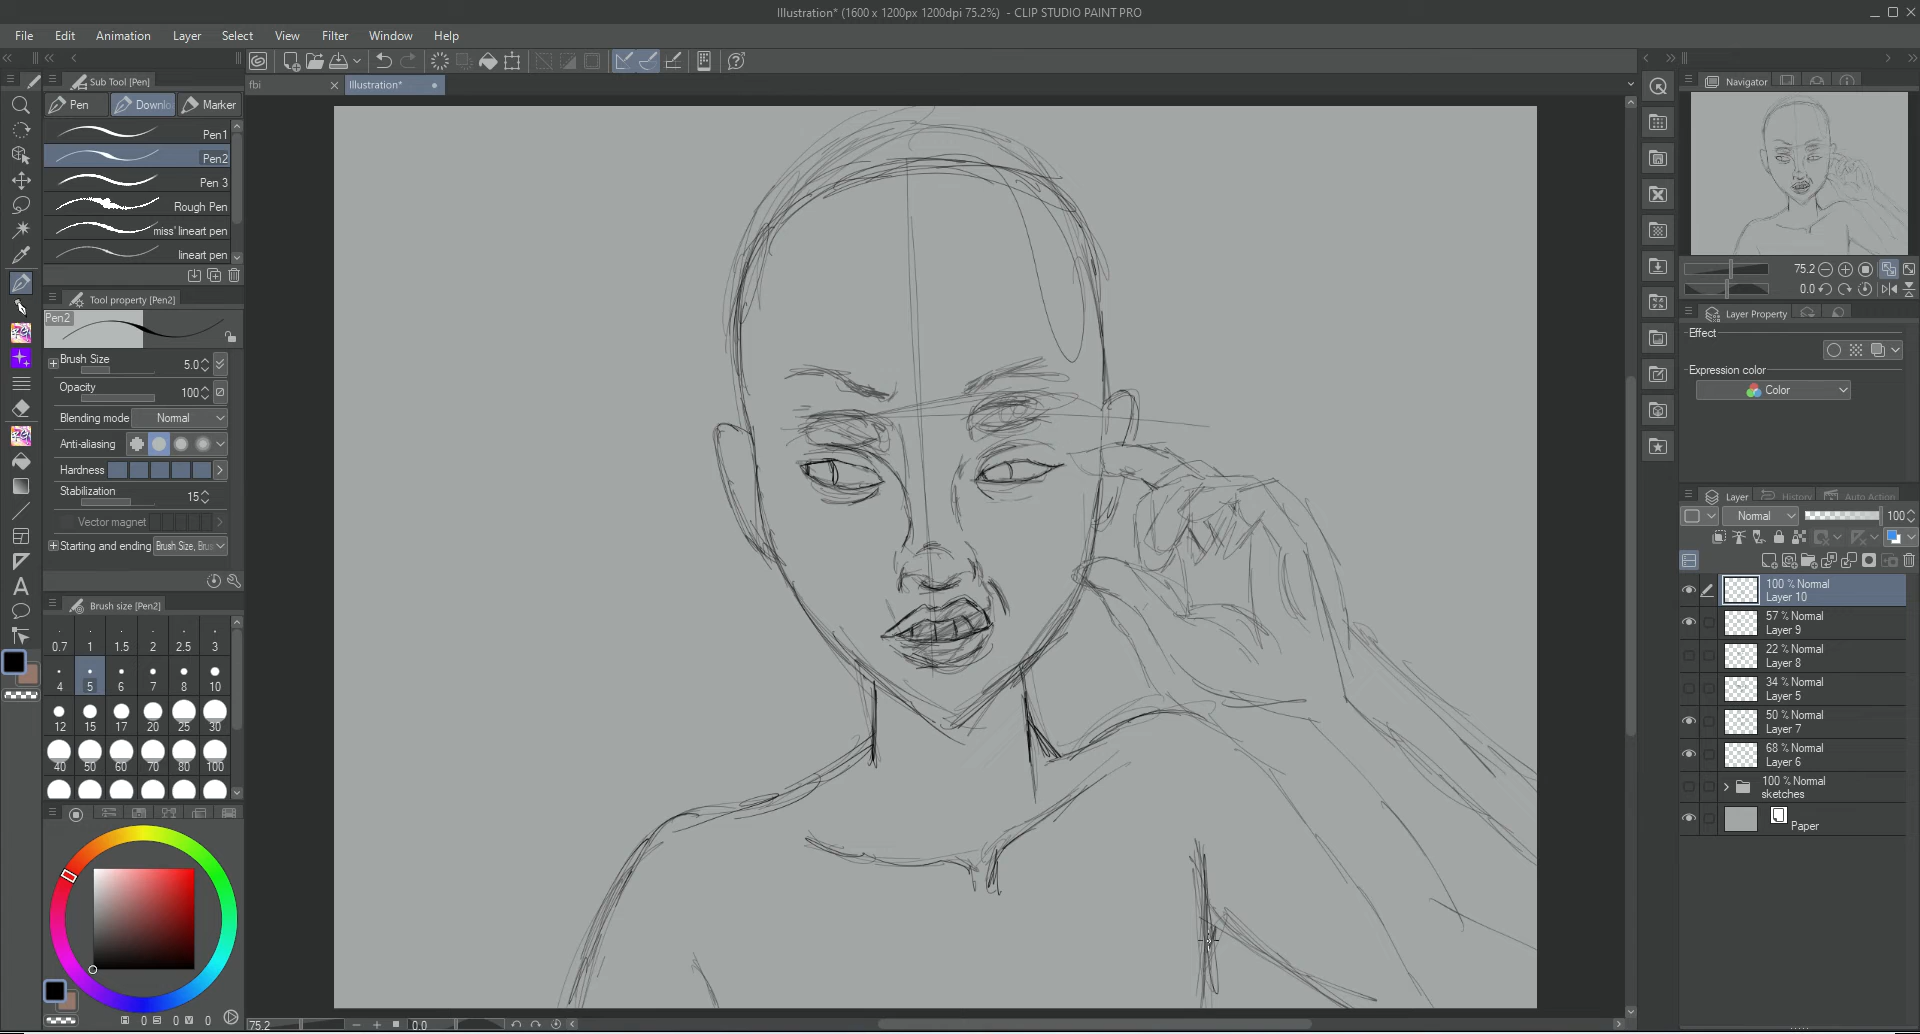 Illustration* (1600 x 1200px 1200dpi 75.2%) - CLIP STUDIO PAINT PRO
File Edit Animation Layer Select View Filter Window Help
Sub Tool [Pen]
fbi Illustration*
Navigator
Pen Downlo Marker
Pen1
Pen2
Pen 3
Rough Pen
miss' lineart pen
lineart pen
Tool property [Pen2]
Pen2
Brush Size 5.0
Opacity 100
Blending mode Normal
Anti-aliasing
Hardness
Stabilization 15
Vector magnet
Starting and ending Brush Size, Brus
Brush size [Pen2]
0.7 1 1.5 2 2.5 3
4 5 6 7 8 10
12 15 17 20 25 30
40 50 60 70 80 100
H 0 S 0 V 0
75.2 0.0
75.2
0.0
Layer Property
Effect
Expression color
Color
Layer History Auto Action
Normal 100
100 % Normal
Layer 10
57 % Normal
Layer 9
22 % Normal
Layer 8
34 % Normal
Layer 5
50 % Normal
Layer 7
68 % Normal
Layer 6
100 % Normal
sketches
Paper